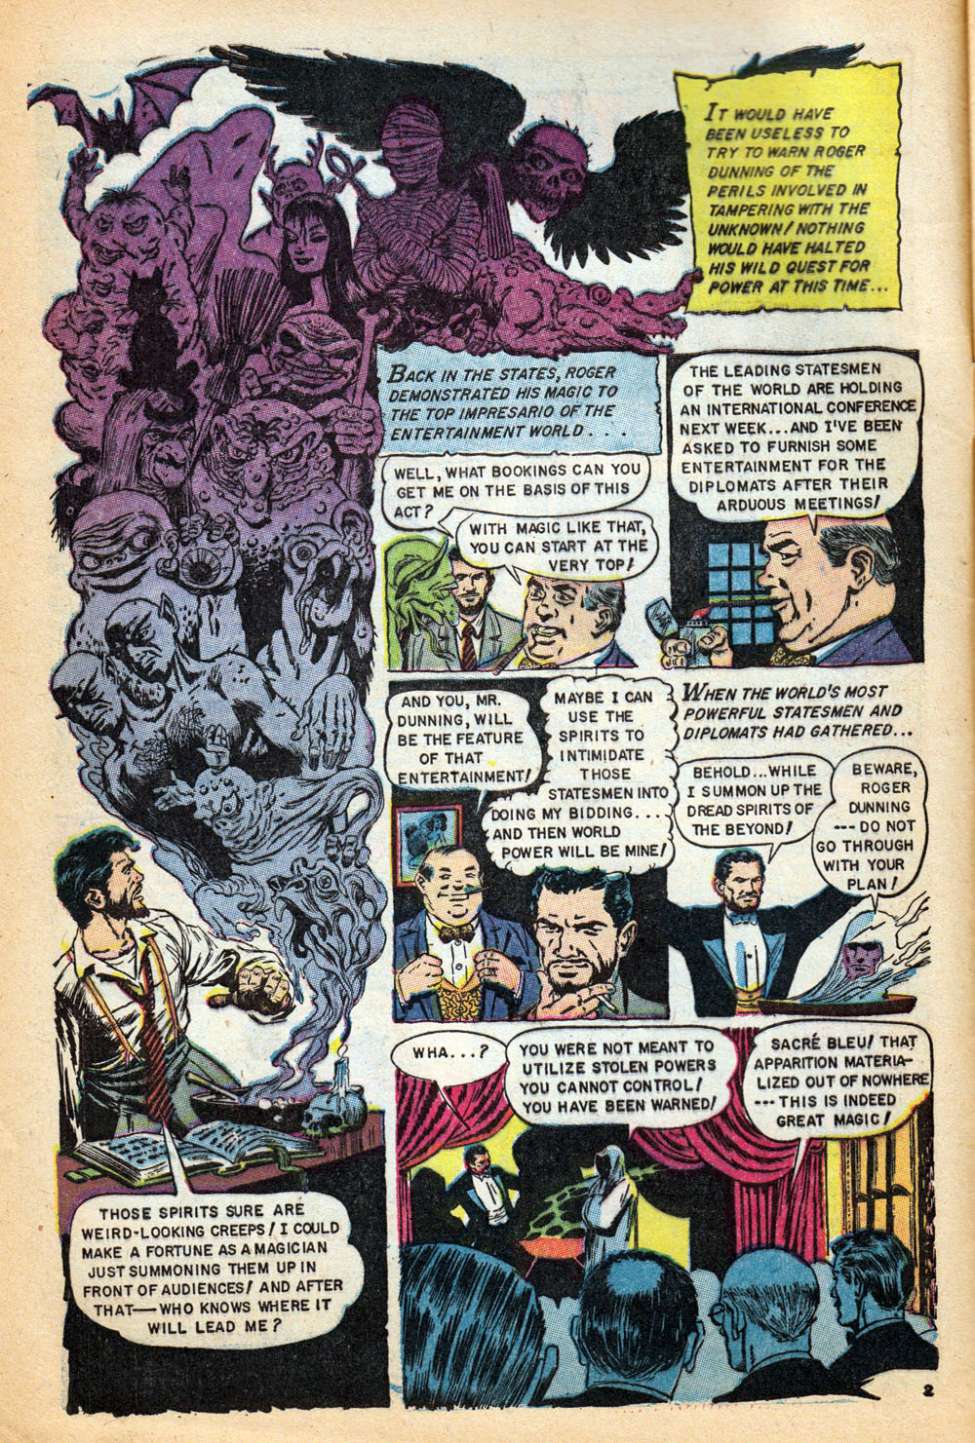 IT WOULD HAVE
BEEN USELESS TO
TRY TO WARN ROGER
DUNNING OF THE
PERILS INVOLVED IN
TAMPERING WITH THE
UNKNOWN! NOTHING
WOULD HAVE HALTED
HIS WILD QUEST FOR
POWER AT THIS TIME...
THOSE SPIRITS SURE ARE
WEIRD-LOOKING CREEPS! I COULD
MAKE A FORTUNE AS A MAGICIAN
JUST SUMMONING THEM UP IN
FRONT OF AUDIENCES! AND AFTER
THAT—WHO KNOWS WHERE IT
WILL LEAD ME?
BACK IN THE STATES, ROGER
DEMONSTRATED HIS MAGIC TO
THE TOP IMPRESARIO OF THE
ENTERTAINMENT WORLD . . .
WELL, WHAT BOOKINGS CAN YOU
GET ME ON THE BASIS OF THIS
ACT?
WITH MAGIC LIKE THAT,
YOU CAN START AT THE
VERY TOP!
THE LEADING STATESMEN
OF THE WORLD ARE HOLDING
AN INTERNATIONAL CONFERENCE
NEXT WEEK...AND I'VE BEEN
ASKED TO FURNISH SOME
ENTERTAINMENT FOR THE
DIPLOMATS AFTER THEIR
ARDUOUS MEETINGS!
AND YOU, MR.
DUNNING, WILL
BE THE FEATURE
OF THAT
ENTERTAINMENT!
MAYBE I CAN
USE THE
SPIRITS TO
INTIMIDATE
THOSE
STATESMEN INTO
DOING MY BIDDING....
AND THEN WORLD
POWER WILL BE MINE!
WHEN THE WORLD'S MOST
POWERFUL STATESMEN AND
DIPLOMATS HAD GATHERED...
BEHOLD...WHILE
I SUMMON UP THE
DREAD SPIRITS OF
THE BEYOND!
BEWARE,
ROGER
DUNNING
---DO NOT
GO THROUGH
WITH YOUR
PLAN!
WHA...?
YOU WERE NOT MEANT TO
UTILIZE STOLEN POWERS
YOU CANNOT CONTROL!
YOU HAVE BEEN WARNED!
SACRÉ BLEU! THAT
APPARITION MATERIA-
LIZED OUT OF NOWHERE
---THIS IS INDEED
GREAT MAGIC!
2